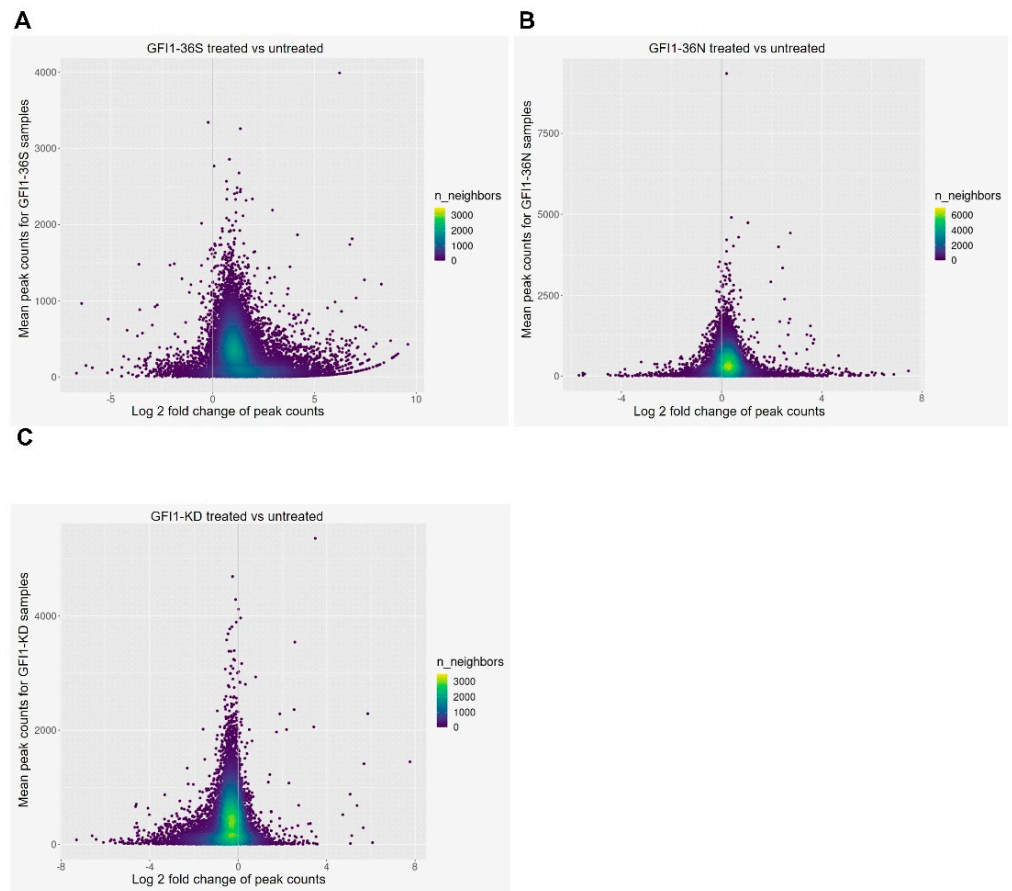 A
GFI1-36S treated vs untreated
Mean peak counts for GFI1-36S samples
4000
3000
2000
1000
0
-5
0
5
10
Log 2 fold change of peak counts
n_neighbors
3000
2000
1000
0
B
GFI1-36N treated vs untreated
Mean peak counts for GFI1-36N samples
7500
5000
2500
0
-4
0
4
8
Log 2 fold change of peak counts
n_neighbors
6000
4000
2000
0
C
GFI1-KD treated vs untreated
Mean peak counts for GFI1-KD samples
4000
2000
0
-8
-4
0
4
8
Log 2 fold change of peak counts
n_neighbors
3000
2000
1000
0